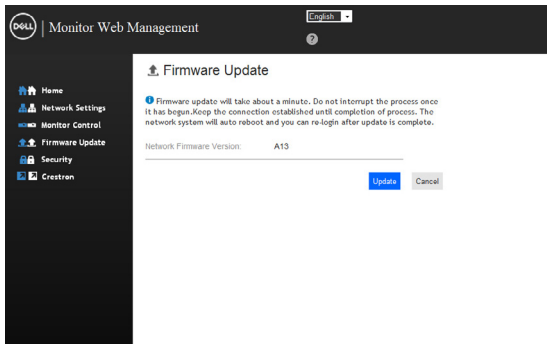 DELL | Monitor Web Management
English
?
Home
Network Settings
Monitor Control
Firmware Update
Security
Crestron
Firmware Update
Firmware update will take about a minute. Do not interrupt the process once
it has begun.Keep the connection established until completion of process. The
network system will auto reboot and you can re-login after update is complete.
Network Firmware Version: A13
Update Cancel